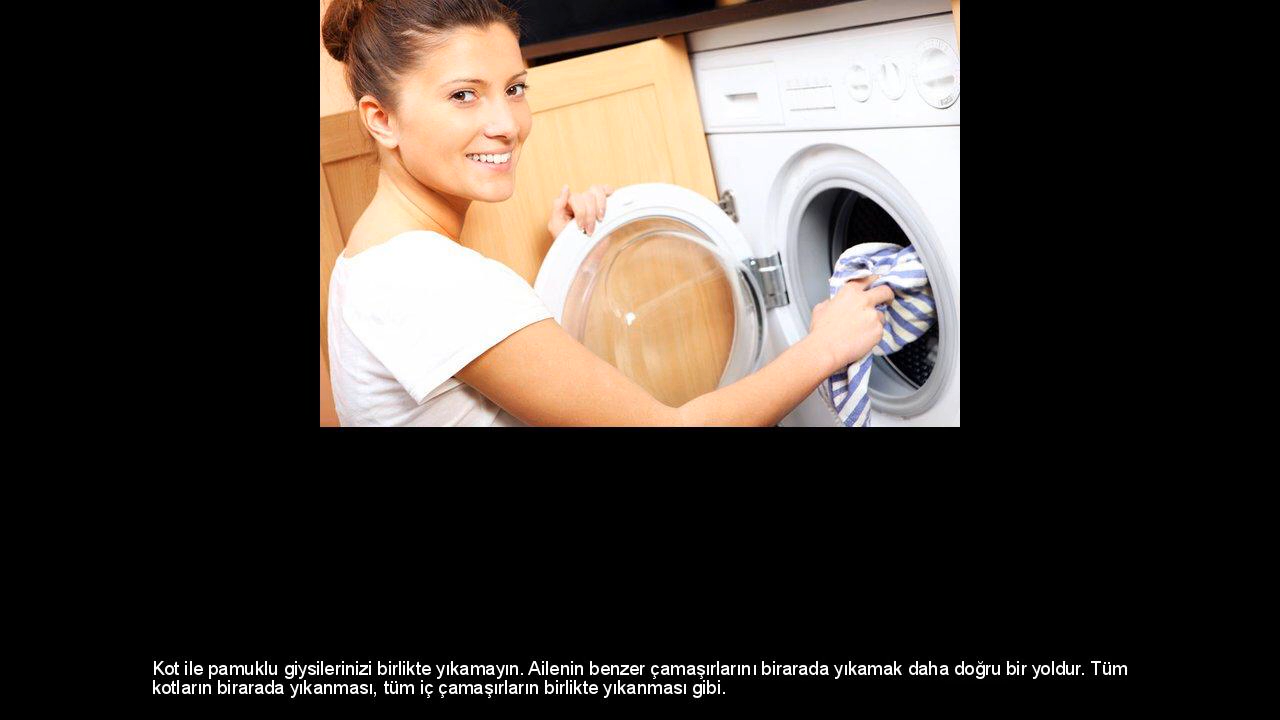 Kot ile pamuklu giysilerinizi birlikte yıkamayın. Ailenin benzer çamaşırlarını birarada yıkamak daha doğru bir yoldur. Tüm
kotların birarada yıkanması, tüm iç çamaşırların birlikte yıkanması gibi.